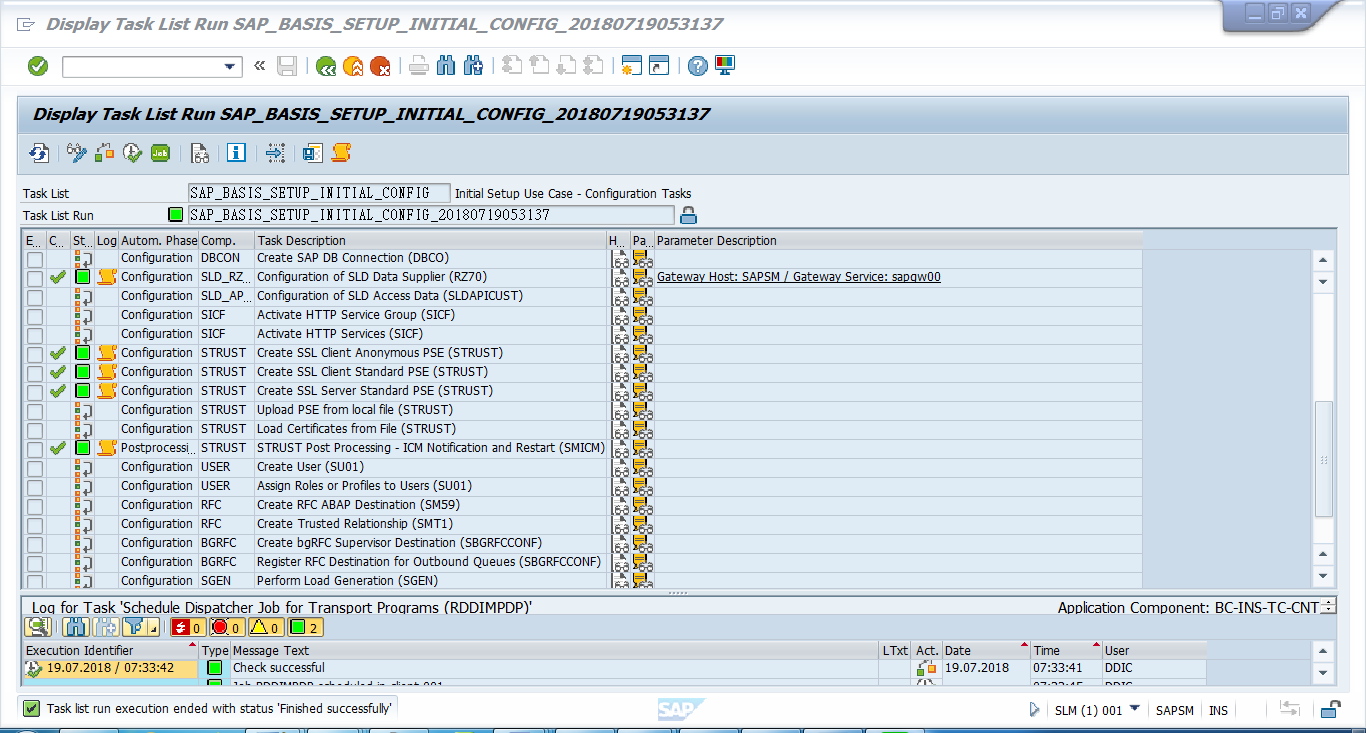 Display Task List Run SAP_BASIS_SETUP_INITIAL_CONFIG_20180719053137
Display Task List Run SAP_BASIS_SETUP_INITIAL_CONFIG_20180719053137
Job
Task List SAP_BASIS_SETUP_INITIAL_CONFIG Initial Setup Use Case - Configuration Tasks
Task List Run SAP_BASIS_SETUP_INITIAL_CONFIG_20180719053137
E... C... St... Log Autom. Phase Comp. Task Description H... Pa... Parameter Description
Configuration DBCON Create SAP DB Connection (DBCO)
Configuration SLD_RZ... Configuration of SLD Data Supplier (RZ70) Gateway Host: SAPSM / Gateway Service: sapgw00
Configuration SLD_AP... Configuration of SLD Access Data (SLDAPICUST)
Configuration SICF Activate HTTP Service Group (SICF)
Configuration SICF Activate HTTP Services (SICF)
Configuration STRUST Create SSL Client Anonymous PSE (STRUST)
Configuration STRUST Create SSL Client Standard PSE (STRUST)
Configuration STRUST Create SSL Server Standard PSE (STRUST)
Configuration STRUST Upload PSE from local file (STRUST)
Configuration STRUST Load Certificates from File (STRUST)
Postprocessi... STRUST STRUST Post Processing - ICM Notification and Restart (SMICM)
Configuration USER Create User (SU01)
Configuration USER Assign Roles or Profiles to Users (SU01)
Configuration RFC Create RFC ABAP Destination (SM59)
Configuration RFC Create Trusted Relationship (SMT1)
Configuration BGRFC Create bgRFC Supervisor Destination (SBGRFCCONF)
Configuration BGRFC Register RFC Destination for Outbound Queues (SBGRFCCONF)
Configuration SGEN Perform Load Generation (SGEN)
Log for Task 'Schedule Dispatcher Job for Transport Programs (RDDIMPDP)' Application Component: BC-INS-TC-CNT
0 0 0 2
Execution Identifier Type Message Text LTxt Act. Date Time User
19.07.2018 / 07:33:42 Check successful 19.07.2018 07:33:41 DDIC
Job RDDIMPDP scheduled in client 001 07:33:45 DDIC
Task list run execution ended with status 'Finished successfully' SAP SLM (1) 001 SAPSM INS